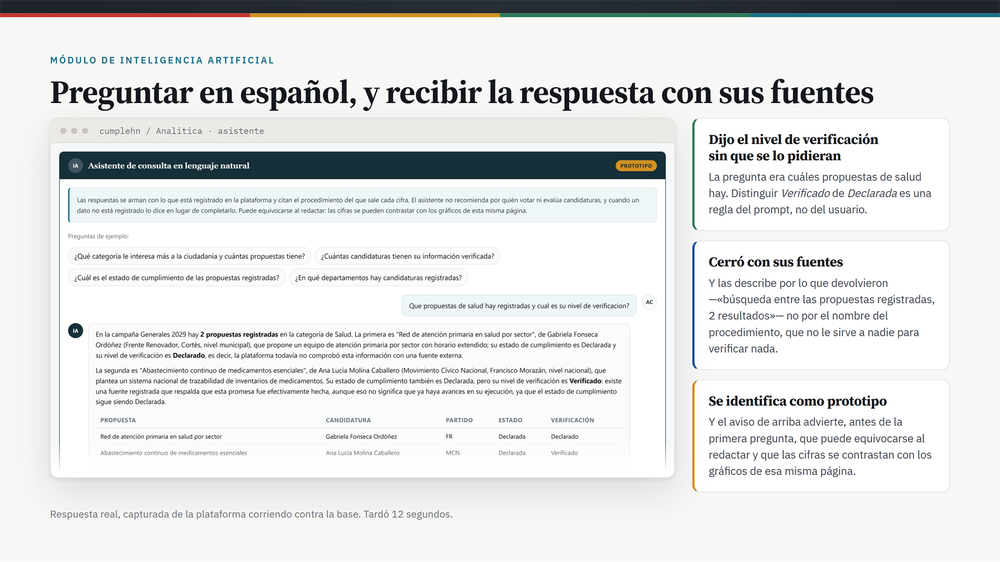 MÓDULO DE INTELIGENCIA ARTIFICIAL
Preguntar en español, y recibir la respuesta con sus fuentes
cumplehn / Analitica · asistente
IA
Asistente de consulta en lenguaje natural
PROTOTIPO
Las respuestas se arman con lo que está registrado en la plataforma y citan el procedimiento del que sale cada cifra. El asistente no recomienda por quién votar ni evalúa candidaturas, y cuando un
dato no está registrado lo dice en lugar de completarlo. Puede equivocarse al redactar: las cifras se pueden contrastar con los gráficos de esta misma página.
Preguntas de ejemplo:
¿Qué categoría le interesa más a la ciudadanía y cuántas propuestas tiene?
¿Cuántas candidaturas tienen su información verificada?
¿Cuál es el estado de cumplimiento de las propuestas registradas?
¿En qué departamentos hay candidaturas registradas?
Que propuestas de salud hay registradas y cual es su nivel de verificacion?
AC
IA
En la campaña Generales 2029 hay 2 propuestas registradas en la categoría de Salud. La primera es "Red de atención primaria en salud por sector", de Gabriela Fonseca
Ordóñez (Frente Renovador, Cortés, nivel municipal), que propone un equipo de atención primaria por sector con horario extendido; su estado de cumplimiento es Declarada y
su nivel de verificación es Declarado, es decir, la plataforma todavía no comprobó esta información con una fuente externa.
La segunda es "Abastecimiento continuo de medicamentos esenciales", de Ana Lucía Molina Caballero (Movimiento Cívico Nacional, Francisco Morazán, nivel nacional), que
plantea un sistema nacional de trazabilidad de inventarios de medicamentos. Su estado de cumplimiento también es Declarada, pero su nivel de verificación es Verificado: existe
una fuente registrada que respalda que esta promesa fue efectivamente hecha, aunque eso no significa que ya haya avances en su ejecución, ya que el estado de cumplimiento
sigue siendo Declarada.
PROPUESTA CANDIDATURA PARTIDO ESTADO VERIFICACIÓN
Red de atención primaria en salud por sector Gabriela Fonseca Ordóñez FR Declarada Declarado
Abastecimiento continuo de medicamentos esenciales Ana Lucía Molina Caballero MCN Declarada Verificado
Dijo el nivel de verificación
sin que se lo pidieran
La pregunta era cuáles propuestas de salud
hay. Distinguir Verificado de Declarada es una
regla del prompt, no del usuario.
Cerró con sus fuentes
Y las describe por lo que devolvieron
—«búsqueda entre las propuestas registradas,
2 resultados»— no por el nombre del
procedimiento, que no le sirve a nadie para
verificar nada.
Se identifica como prototipo
Y el aviso de arriba advierte, antes de la
primera pregunta, que puede equivocarse al
redactar y que las cifras se contrastan con los
gráficos de esa misma página.
Respuesta real, capturada de la plataforma corriendo contra la base. Tardó 12 segundos.